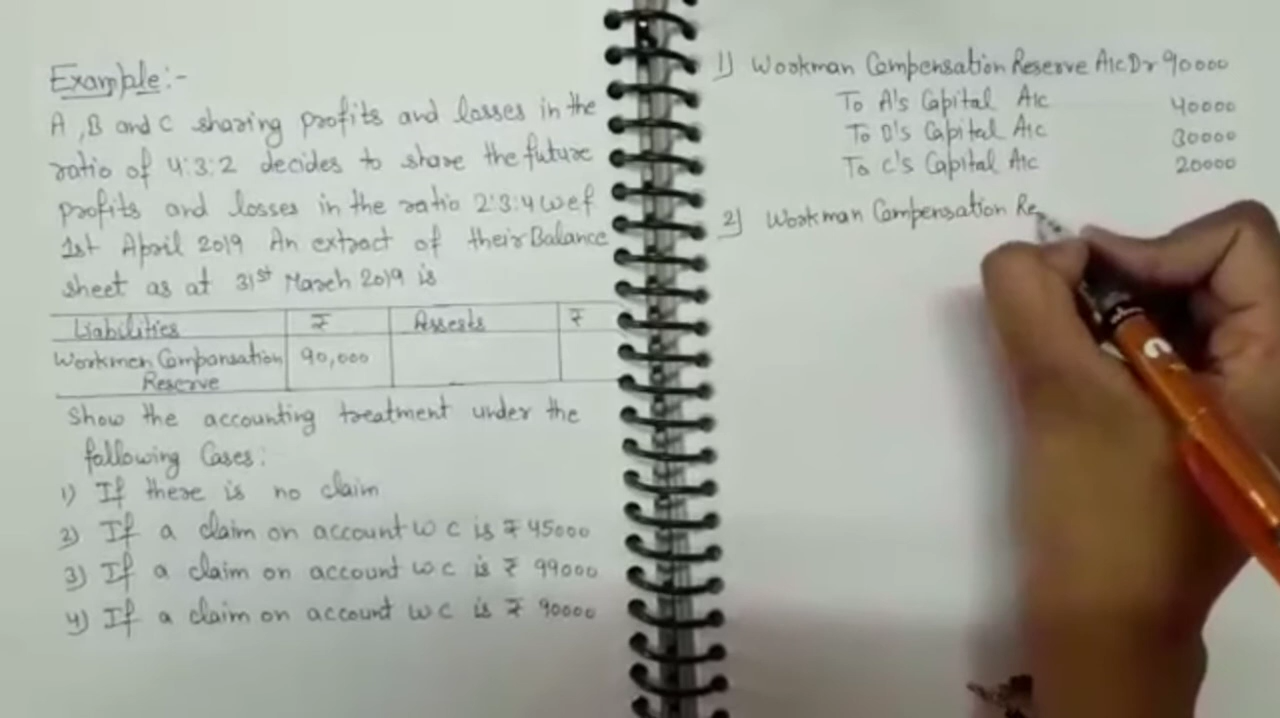 Example:-
A, B and C sharing profits and losses in the
ratio of 4:3:2 decides to share the future
profits and losses in the ratio 2:3:4 wef
1st April 2019 An extract of their Balance
sheet as at 31st March 2019 is
Liabilities ₹ Assests ₹
Workmen Compansation 90,000
Reserve
Show the accounting treatment under the
following Cases:
1) If there is no claim
2) If a claim on account w c is ₹ 45000
3) If a claim on account w c is ₹ 99000
4) If a claim on account w c is ₹ 90000
1) Workman Compensation Reserve A/c Dr 90000
To A's Capital A/c 40000
To B's Capital A/c 30000
To C's Capital A/c 20000
2) Workman Compensation Re